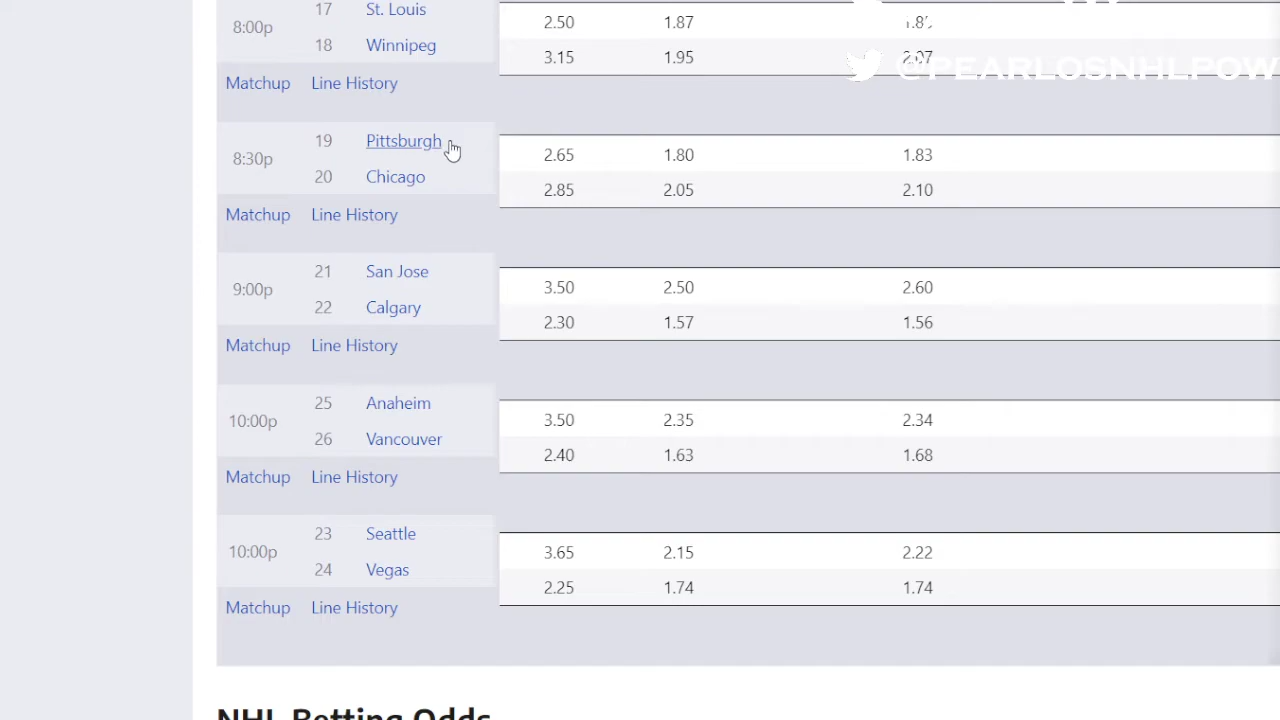 17 St. Louis 2.50 1.87
8:00p
18 Winnipeg 3.15 1.95 2.07
Matchup Line History
@PEARLOSNHLPOW
19 Pittsburgh 2.65 1.80 1.83
8:30p
20 Chicago 2.85 2.05 2.10
Matchup Line History
21 San Jose 3.50 2.50 2.60
9:00p
22 Calgary 2.30 1.57 1.56
Matchup Line History
25 Anaheim 3.50 2.35 2.34
10:00p
26 Vancouver 2.40 1.63 1.68
Matchup Line History
23 Seattle 3.65 2.15 2.22
10:00p
24 Vegas 2.25 1.74 1.74
Matchup Line History
NHL Betting Odds